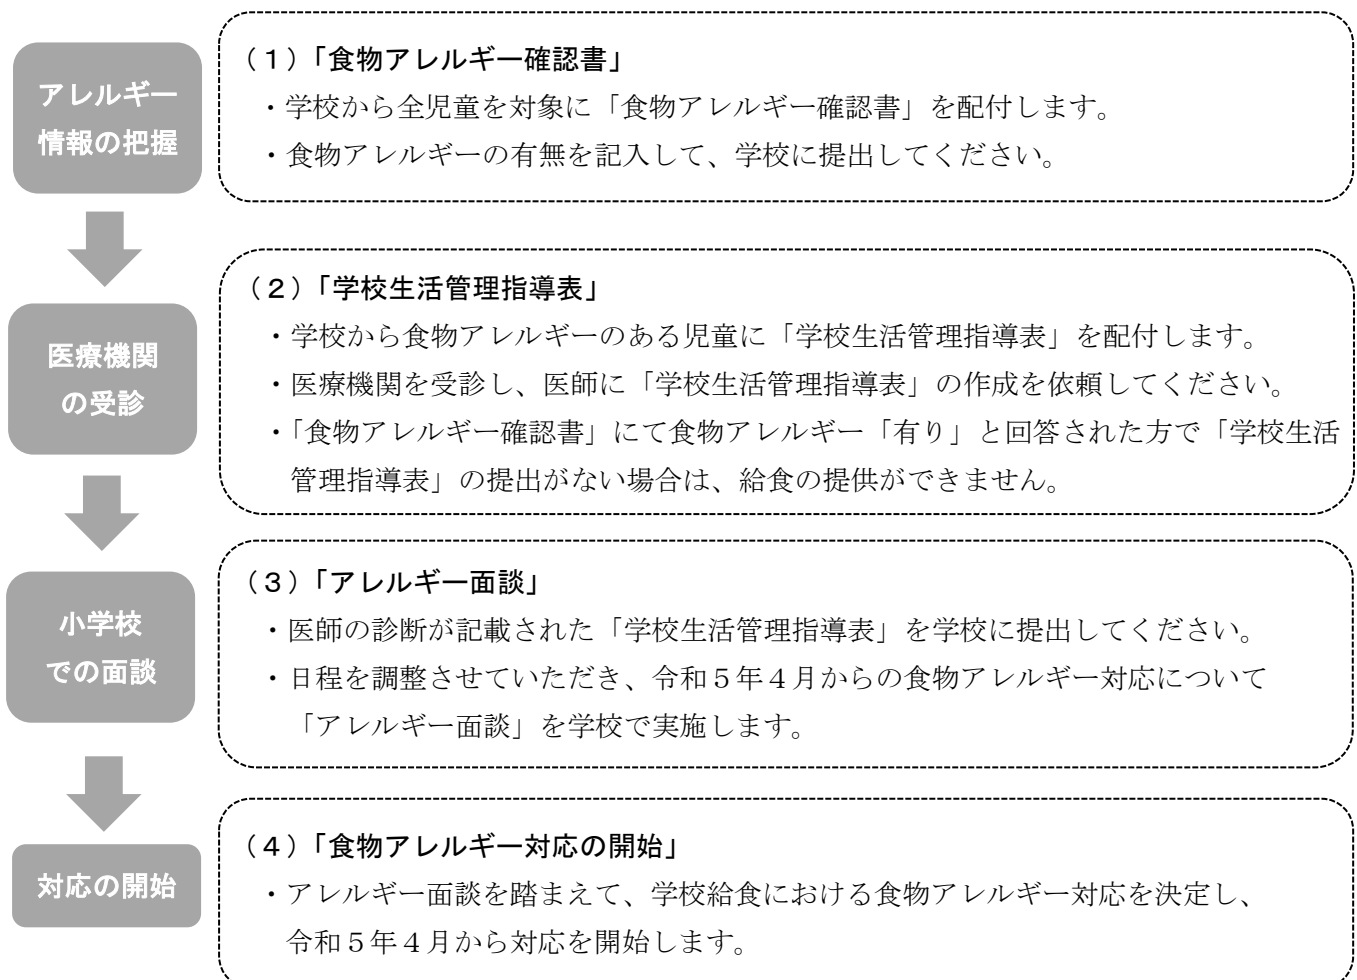 アレルギー
情報の把握
（１）「食物アレルギー確認書」
・学校から全児童を対象に「食物アレルギー確認書」を配付します。
・食物アレルギーの有無を記入して、学校に提出してください。
医療機関
の受診
（２）「学校生活管理指導表」
・学校から食物アレルギーのある児童に「学校生活管理指導表」を配付します。
・医療機関を受診し、医師に「学校生活管理指導表」の作成を依頼してください。
・「食物アレルギー確認書」にて食物アレルギー「有り」と回答された方で「学校生活
管理指導表」の提出がない場合は、給食の提供ができません。
小学校
での面談
（３）「アレルギー面談」
・医師の診断が記載された「学校生活管理指導表」を学校に提出してください。
・日程を調整させていただき、令和５年４月からの食物アレルギー対応について
「アレルギー面談」を学校で実施します。
対応の開始
（４）「食物アレルギー対応の開始」
・アレルギー面談を踏まえて、学校給食における食物アレルギー対応を決定し、
令和５年４月から対応を開始します。